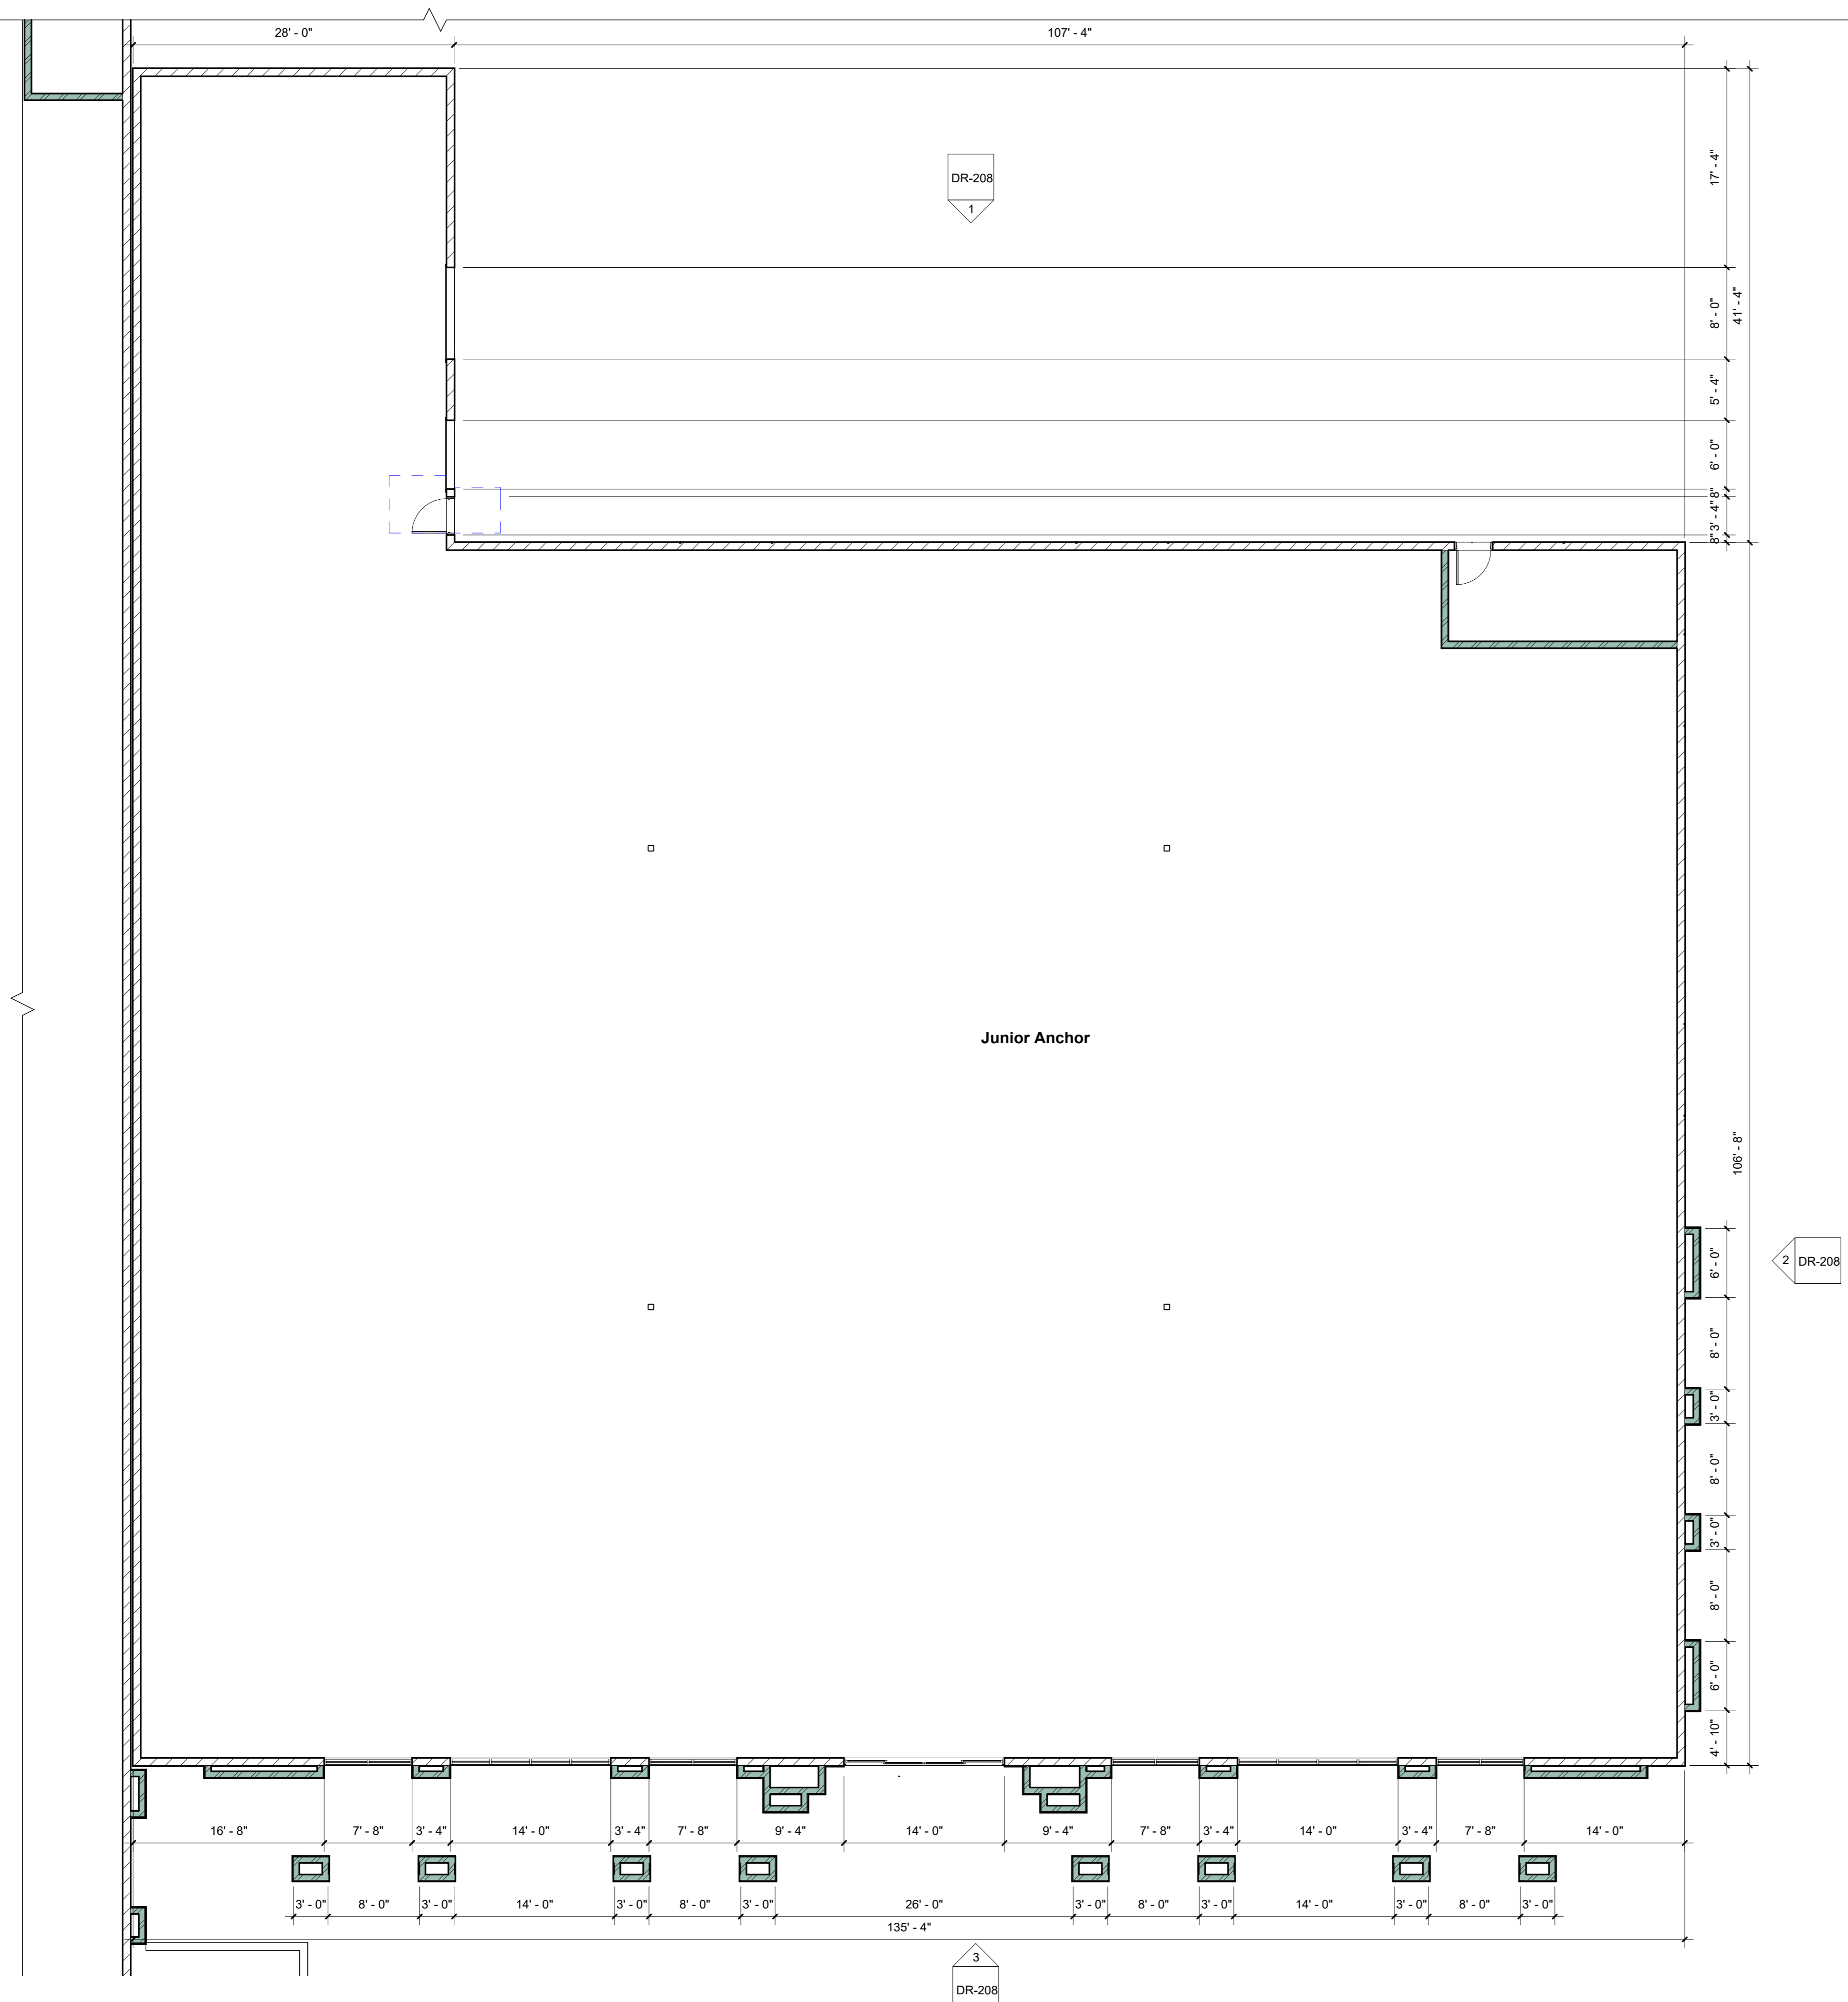 28' - 0"
107' - 4"
17' - 4"
DR-208
1
8' - 0"
41' - 4"
5' - 4"
6' - 0"
8"
3' - 4"
8"
Junior Anchor
106' - 8"
6' - 0"
2
DR-208
8' - 0"
3' - 0"
8' - 0"
3' - 0"
8' - 0"
6' - 0"
4' - 10"
16' - 8"
7' - 8"
3' - 4"
14' - 0"
3' - 4"
7' - 8"
9' - 4"
14' - 0"
9' - 4"
7' - 8"
3' - 4"
14' - 0"
3' - 4"
7' - 8"
14' - 0"
3' - 0"
8' - 0"
3' - 0"
14' - 0"
3' - 0"
8' - 0"
3' - 0"
26' - 0"
3' - 0"
8' - 0"
3' - 0"
14' - 0"
3' - 0"
8' - 0"
3' - 0"
135' - 4"
3
DR-208